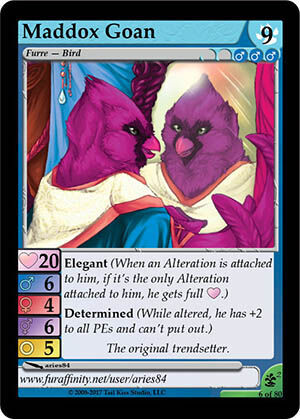 Maddox Goan
9
Furre — Bird
20
Elegant (When an Alteration is attached
to him, if it's the only Alteration
attached to him, he gets full ♡.)
6
4
Determined (While altered, he has +2
to all PEs and can't put out.)
6
5
The original trendsetter.
aries84
www.furaffinity.net/user/aries84
© 2008-2017 Tail Kiss Studio, LLC
6 of 80